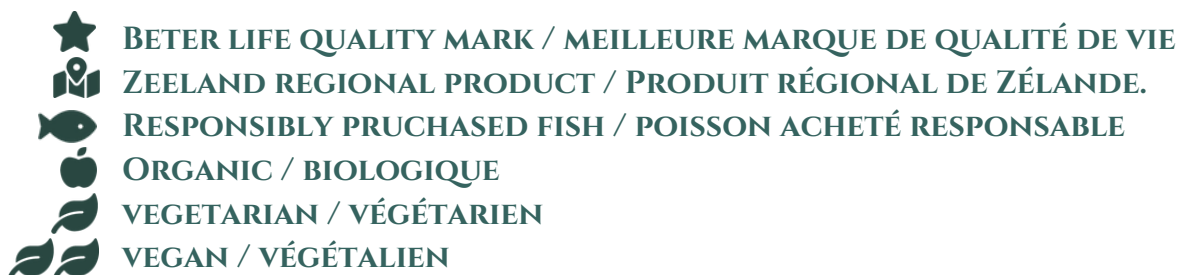 Beter life quality mark / meilleure marque de qualité de vie
Zeeland regional product / Produit régional de Zélande.
Responsibly pruchased fish / poisson acheté responsable
Organic / biologique
vegetarian / végétarien
vegan / végétalien